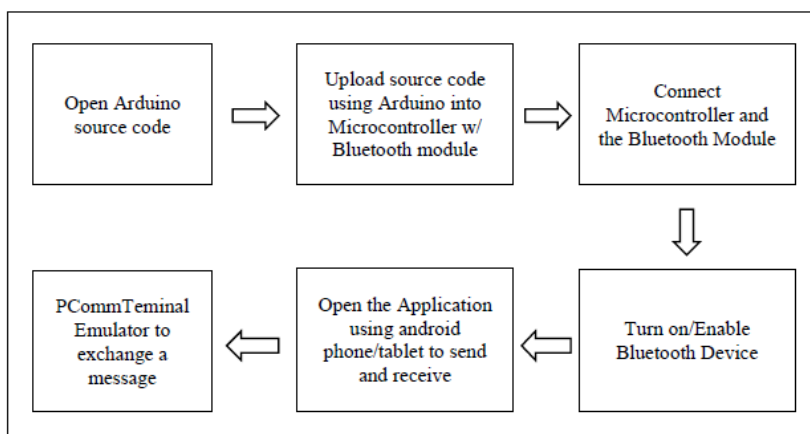 Open Arduino
source code
Upload source code
using Arduino into
Microcontroller w/
Bluetooth module
Connect
Microcontroller and
the Bluetooth Module
Turn on/Enable
Bluetooth Device
Open the Application
using android
phone/tablet to send
and receive
PCommTeminal
Emulator to
exchange a
message